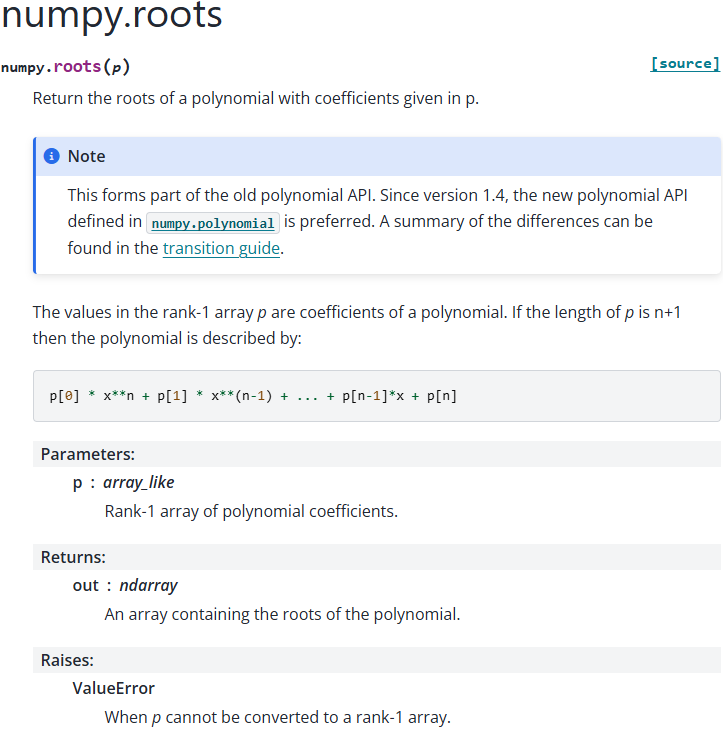 numpy.roots
numpy.roots(p) [source]
Return the roots of a polynomial with coefficients given in p.
Note
This forms part of the old polynomial API. Since version 1.4, the new polynomial API
defined in numpy.polynomial is preferred. A summary of the differences can be
found in the transition guide.
The values in the rank-1 array p are coefficients of a polynomial. If the length of p is n+1
then the polynomial is described by:
p[0] * x**n + p[1] * x**(n-1) + ... + p[n-1]*x + p[n]
Parameters:
p : array_like
Rank-1 array of polynomial coefficients.
Returns:
out : ndarray
An array containing the roots of the polynomial.
Raises:
ValueError
When p cannot be converted to a rank-1 array.